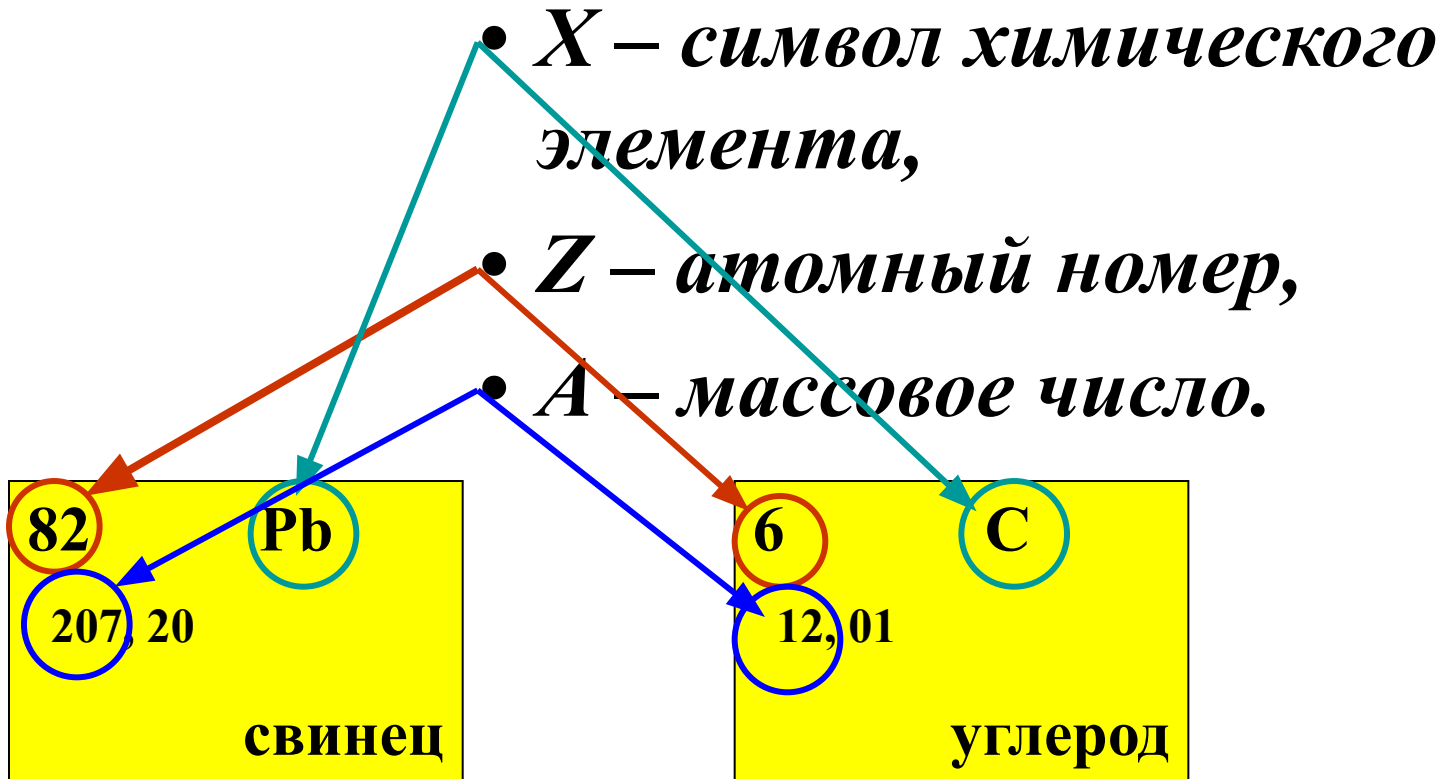 • X – символ химического
элемента,
• Z – атомный номер,
• A – массовое число.
82 Pb
207, 20
свинец
6 C
12, 01
углерод